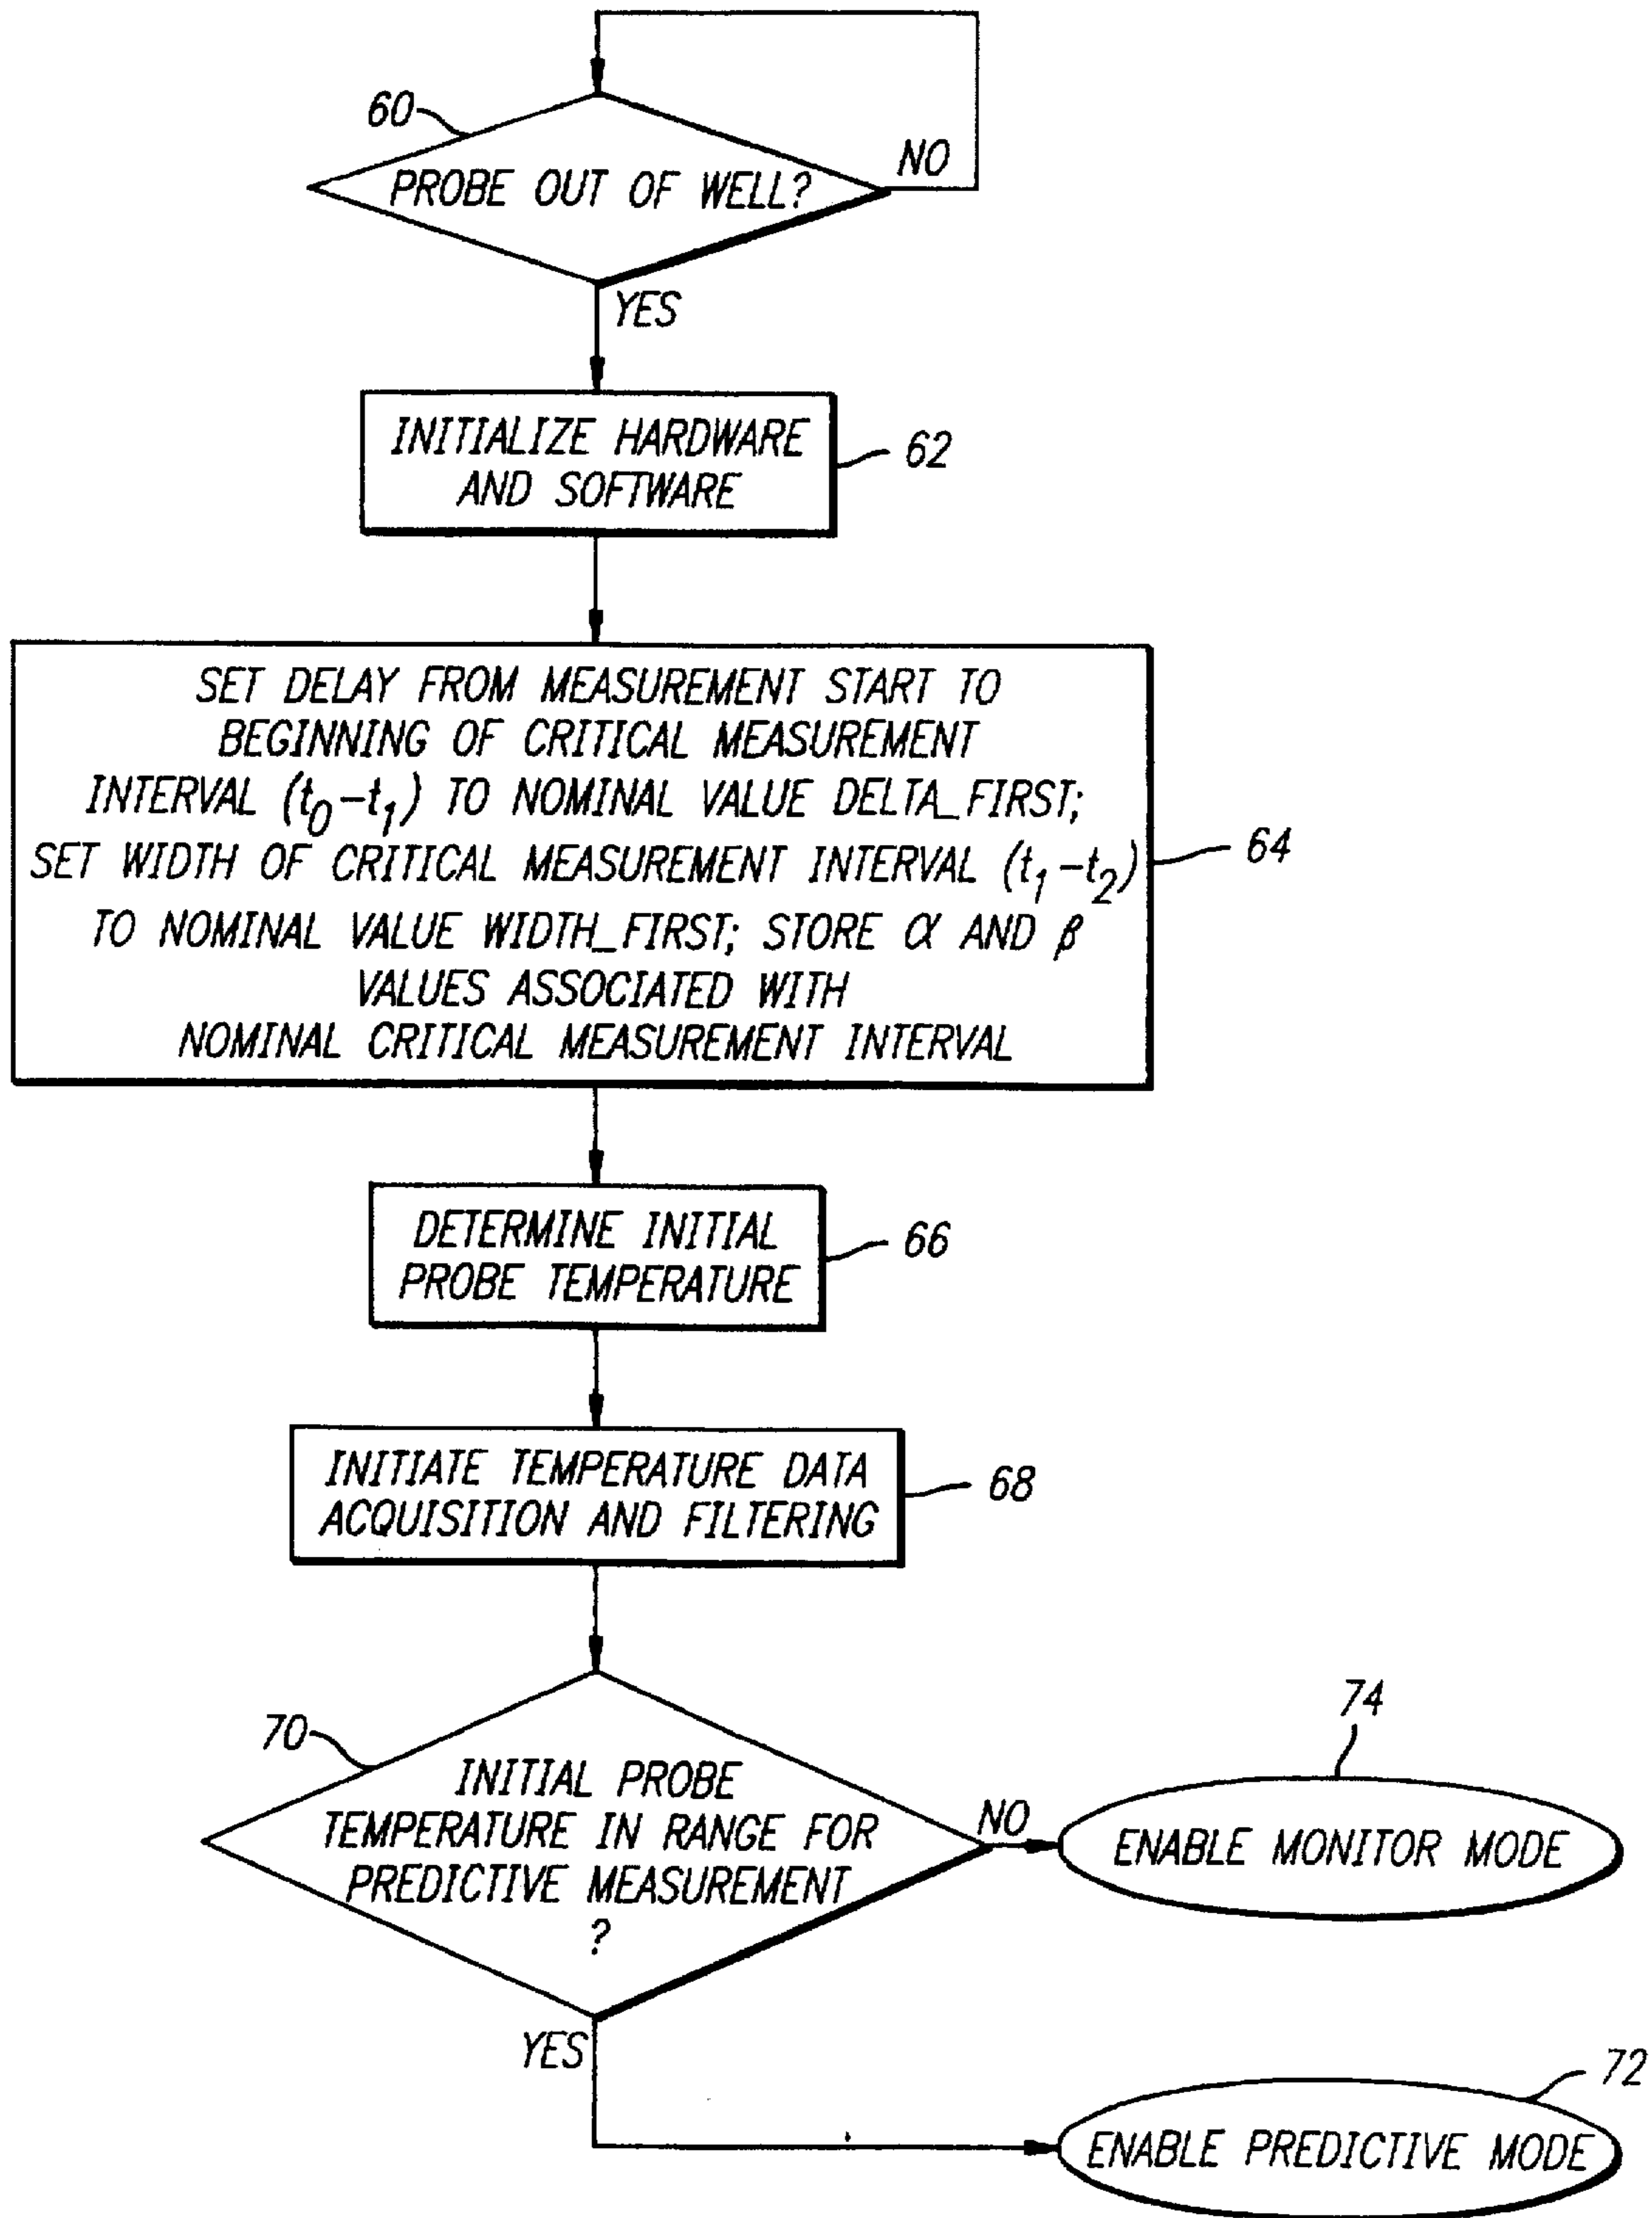 60
PROBE OUT OF WELL?
NO
YES
INITIALIZE HARDWARE
AND SOFTWARE
62
SET DELAY FROM MEASUREMENT START TO
BEGINNING OF CRITICAL MEASUREMENT
INTERVAL (t0-t1) TO NOMINAL VALUE DELTA_FIRST;
SET WIDTH OF CRITICAL MEASUREMENT INTERVAL (t1-t2)
TO NOMINAL VALUE WIDTH_FIRST; STORE α AND β
VALUES ASSOCIATED WITH
NOMINAL CRITICAL MEASUREMENT INTERVAL
64
DETERMINE INITIAL
PROBE TEMPERATURE
66
INITIATE TEMPERATURE DATA
ACQUISITION AND FILTERING
68
70
INITIAL PROBE
TEMPERATURE IN RANGE FOR
PREDICTIVE MEASUREMENT
?
NO
74
ENABLE MONITOR MODE
YES
72
ENABLE PREDICTIVE MODE